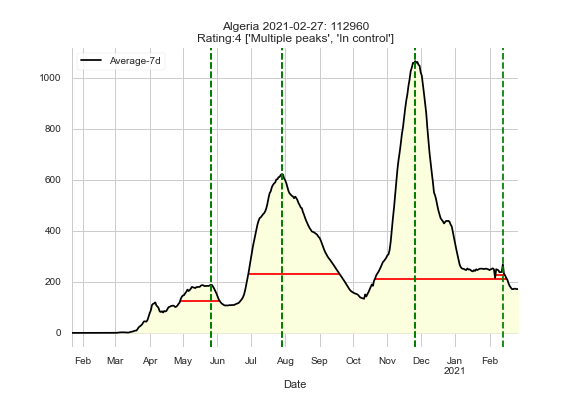 Algeria 2021-02-27: 112960
Rating:4 ['Multiple peaks', 'In control']
Average-7d
1000
800
600
400
200
0
Feb Mar Apr May Jun Jul Aug Sep Oct Nov Dec Jan Feb
2021
Date